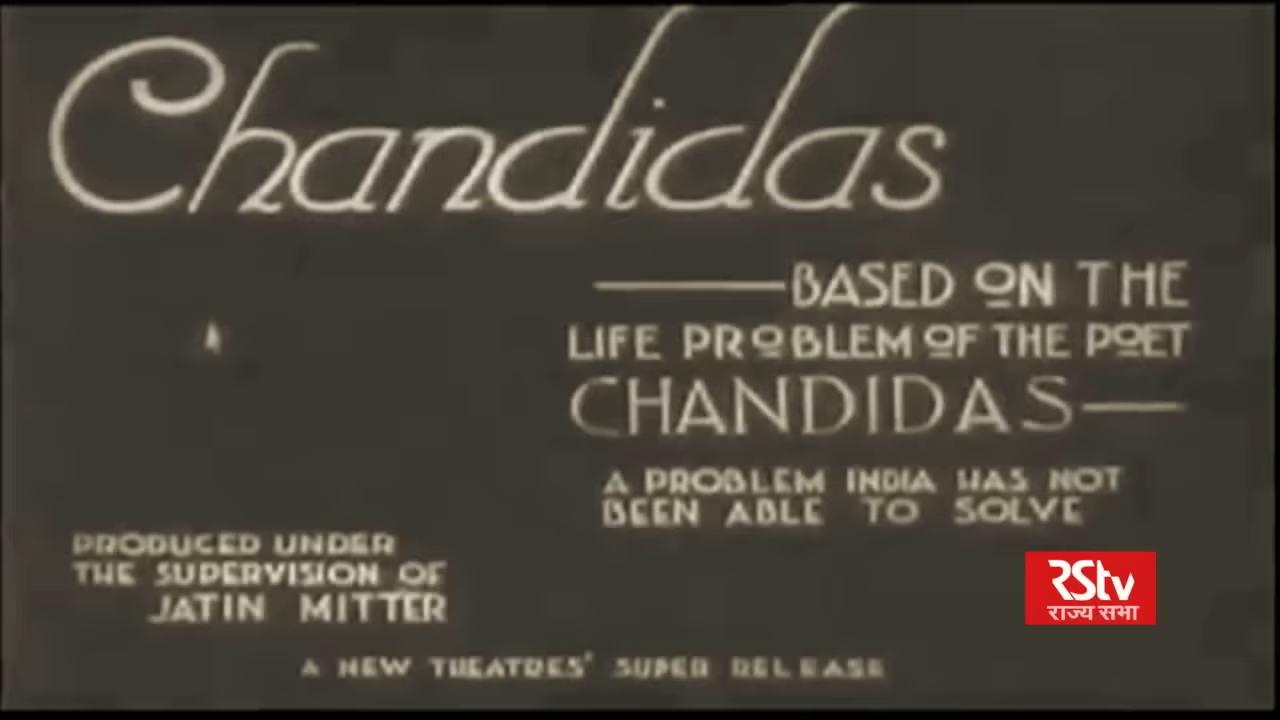 Chandidas
BASED ON THE
LIFE PROBLEM OF THE POET
CHANDIDAS
A PROBLEM INDIA HAS NOT
BEEN ABLE TO SOLVE
PRODUCED UNDER
THE SUPERVISION OF
JATIN MITTER
RStv
राज्य सभा
A NEW THEATRES' SUPER RELEASE